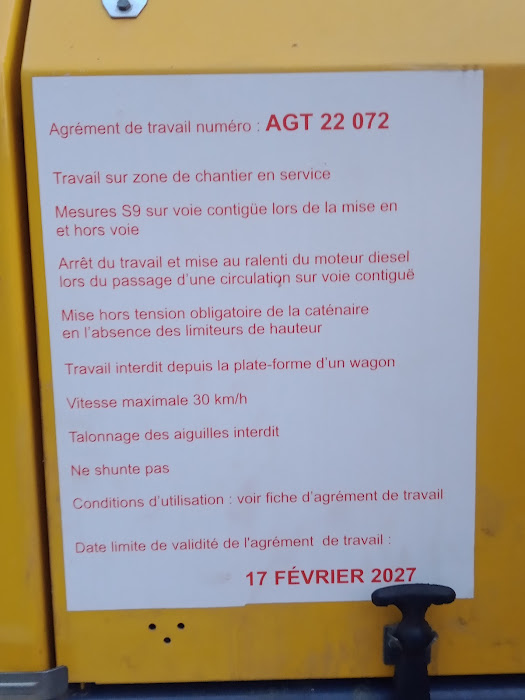 Agrément de travail numéro : AGT 22 072
Travail sur zone de chantier en service
Mesures S9 sur voie contigüe lors de la mise en
et hors voie
Arrêt du travail et mise au ralenti du moteur diesel
lors du passage d'une circulation sur voie contiguë
Mise hors tension obligatoire de la caténaire
en l'absence des limiteurs de hauteur
Travail interdit depuis la plate-forme d'un wagon
Vitesse maximale 30 km/h
Talonnage des aiguilles interdit
Ne shunte pas
Conditions d'utilisation : voir fiche d'agrément de travail
Date limite de validité de l'agrément de travail :
17 FÉVRIER 2027